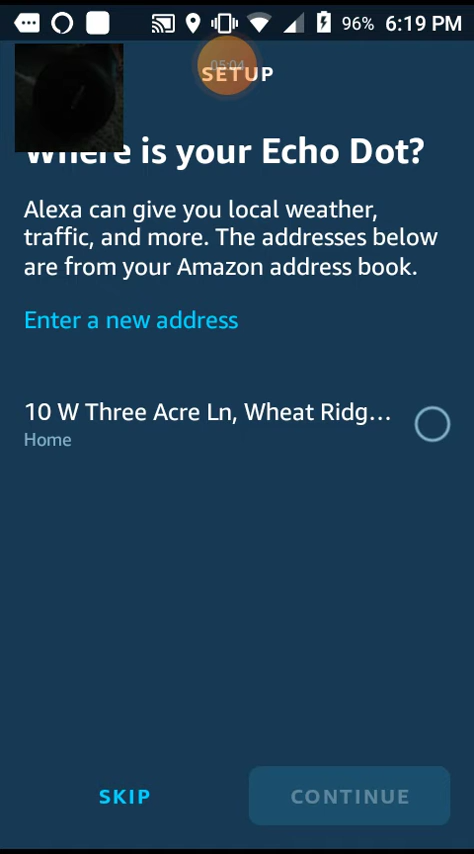 96% 6:19 PM
05:04
SETUP
Where is your Echo Dot?
Alexa can give you local weather,
traffic, and more. The addresses below
are from your Amazon address book.
Enter a new address
10 W Three Acre Ln, Wheat Ridg...
Home
SKIP CONTINUE